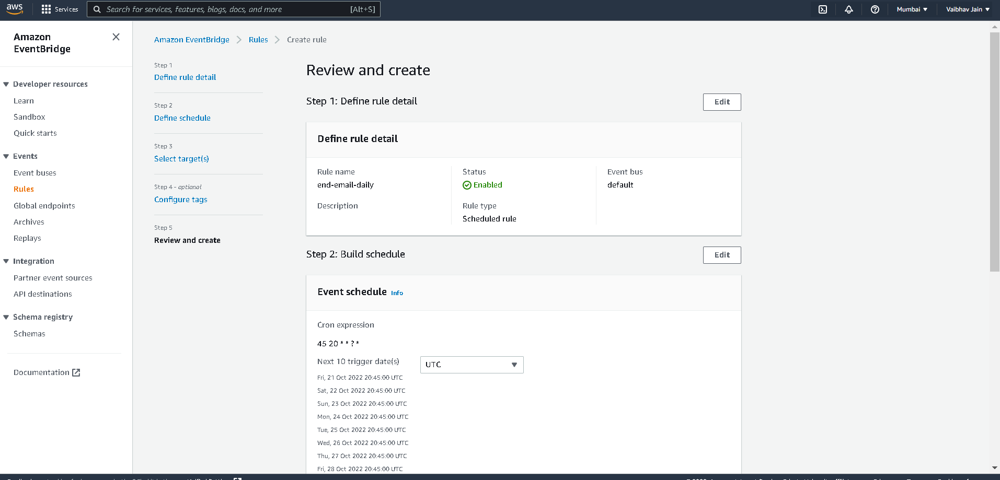 aws
Services
Search for services, features, blogs, docs, and more [Alt+S]
Mumbai
Vaibhav Jain
Amazon EventBridge
Developer resources
Learn
Sandbox
Quick starts
Events
Event buses
Rules
Global endpoints
Archives
Replays
Integration
Partner event sources
API destinations
Schema registry
Schemas
Documentation
Amazon EventBridge Rules Create rule
Step 1
Define rule detail
Step 2
Define schedule
Step 3
Select target(s)
Step 4 - optional
Configure tags
Step 5
Review and create
Review and create
Step 1: Define rule detail
Edit
Define rule detail
Rule name
end-email-daily
Description
Status
Enabled
Rule type
Scheduled rule
Event bus
default
Step 2: Build schedule
Edit
Event schedule Info
Cron expression
45 20 * * ? *
Next 10 trigger date(s)
UTC
Fri, 21 Oct 2022 20:45:00 UTC
Sat, 22 Oct 2022 20:45:00 UTC
Sun, 23 Oct 2022 20:45:00 UTC
Mon, 24 Oct 2022 20:45:00 UTC
Tue, 25 Oct 2022 20:45:00 UTC
Wed, 26 Oct 2022 20:45:00 UTC
Thu, 27 Oct 2022 20:45:00 UTC
Fri, 28 Oct 2022 20:45:00 UTC